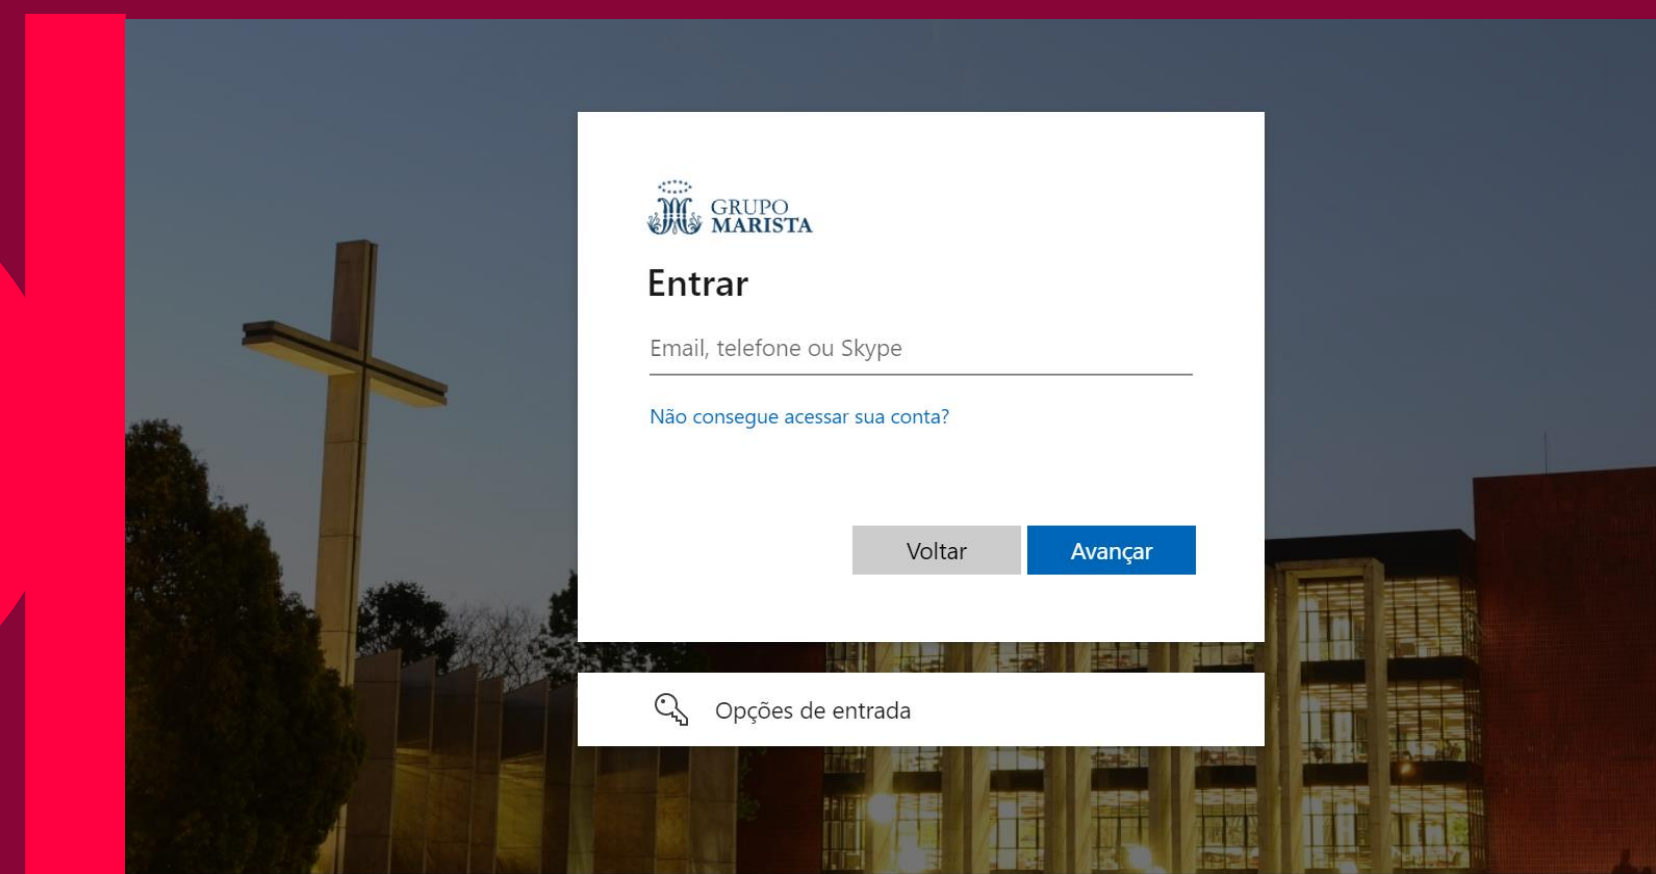 GRUPO
MARISTA
Entrar
Email, telefone ou Skype
Não consegue acessar sua conta?
Voltar
Avançar
Opções de entrada